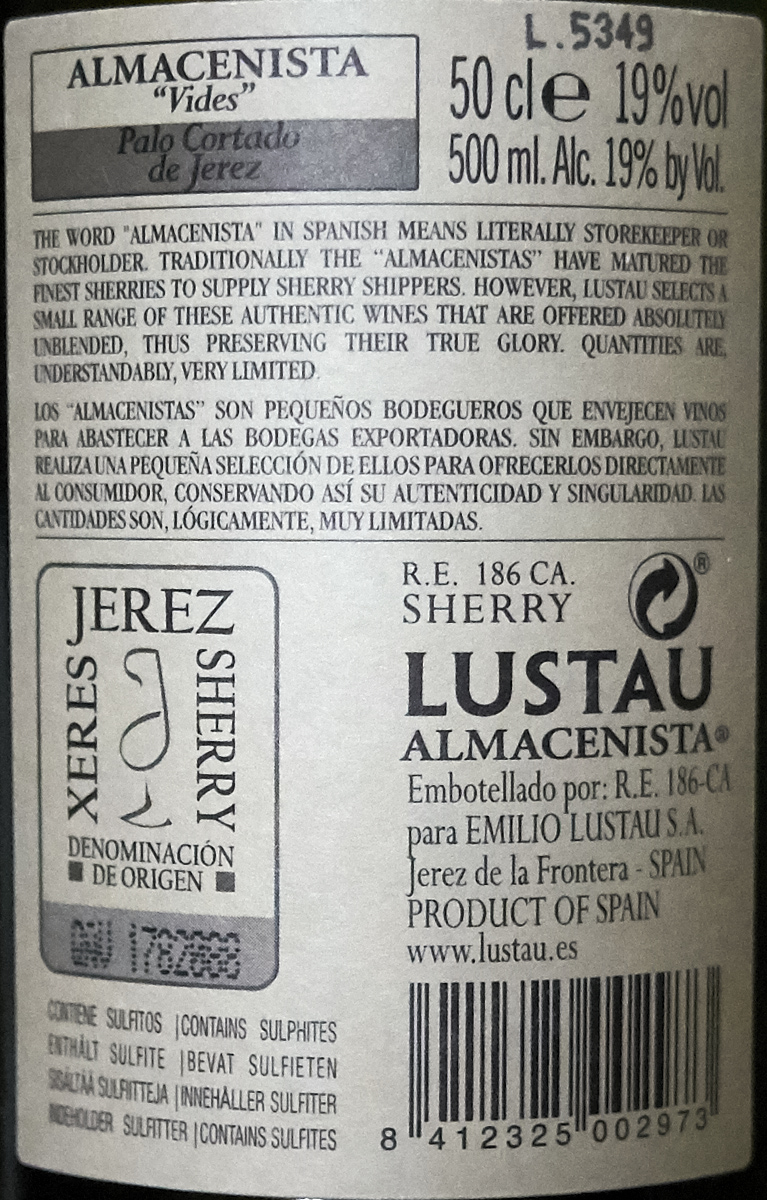 L.5349
ALMACENISTA
"Vides"
Palo Cortado
de Jerez
50 cl e 19%vol
500 ml. Alc. 19% by Vol.
THE WORD "ALMACENISTA" IN SPANISH MEANS LITERALLY STOREKEEPER OR
STOCKHOLDER. TRADITIONALLY THE "ALMACENISTAS" HAVE MATURED THE
FINEST SHERRIES TO SUPPLY SHERRY SHIPPERS. HOWEVER, LUSTAU SELECTS A
SMALL RANGE OF THESE AUTHENTIC WINES THAT ARE OFFERED ABSOLUTELY
UNBLENDED, THUS PRESERVING THEIR TRUE GLORY. QUANTITIES ARE,
UNDERSTANDABLY, VERY LIMITED.
LOS "ALMACENISTAS" SON PEQUEÑOS BODEGUEROS QUE ENVEJECEN VINOS
PARA ABASTECER A LAS BODEGAS EXPORTADORAS. SIN EMBARGO, LUSTAU
REALIZA UNA PEQUEÑA SELECCIÓN DE ELLOS PARA OFRECERLOS DIRECTAMENTE
AL CONSUMIDOR, CONSERVANDO ASÍ SU AUTENTICIDAD Y SINGULARIDAD. LAS
CANTIDADES SON, LÓGICAMENTE, MUY LIMITADAS.
JEREZ
XERES
SHERRY
DENOMINACIÓN
DE ORIGEN
R.E. 186 CA.
SHERRY
®
LUSTAU
ALMACENISTA®
Embotellado por: R.E. 186-CA
para EMILIO LUSTAU S.A.
Jerez de la Frontera - SPAIN
PRODUCT OF SPAIN
www.lustau.es
CONTIENE SULFITOS | CONTAINS SULPHITES
ENTHÄLT SULFITE | BEVAT SULFIETEN
SISÄLTÄÄ SULFIITTEJA | INNEHÅLLER SULFITER
INDEHOLDER SULFITTER | CONTAINS SULFITES
8 412325 002973